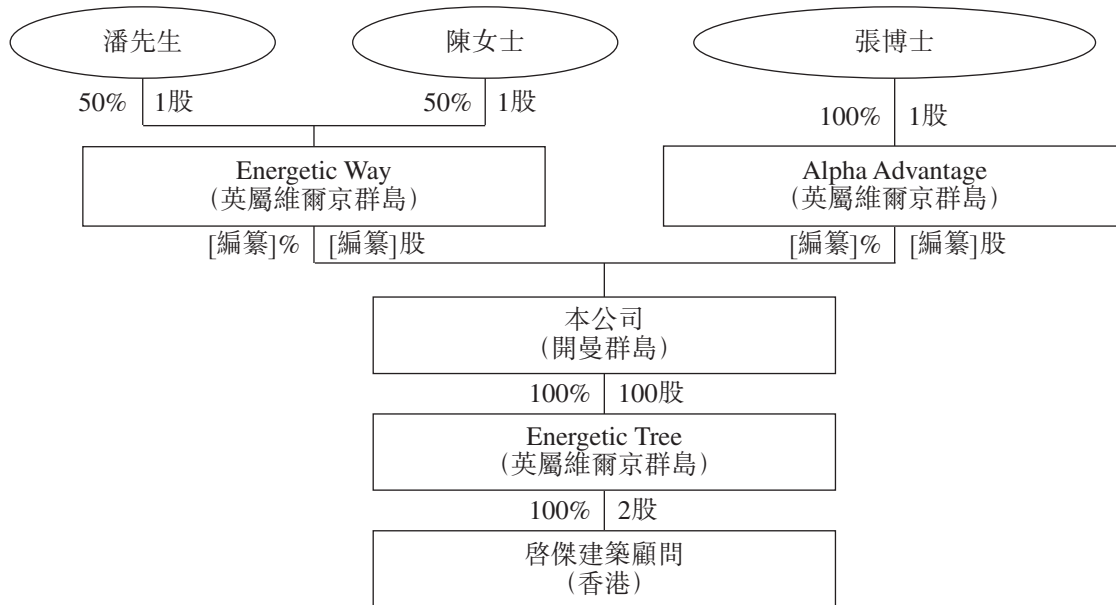 潘先生
陳女士
張博士
50% 1股
50% 1股
100% 1股
Energetic Way
（英屬維爾京群島）
Alpha Advantage
（英屬維爾京群島）
[編纂]% [編纂]股
[編纂]% [編纂]股
本公司
（開曼群島）
100% 100股
Energetic Tree
（英屬維爾京群島）
100% 2股
啓傑建築顧問
（香港）